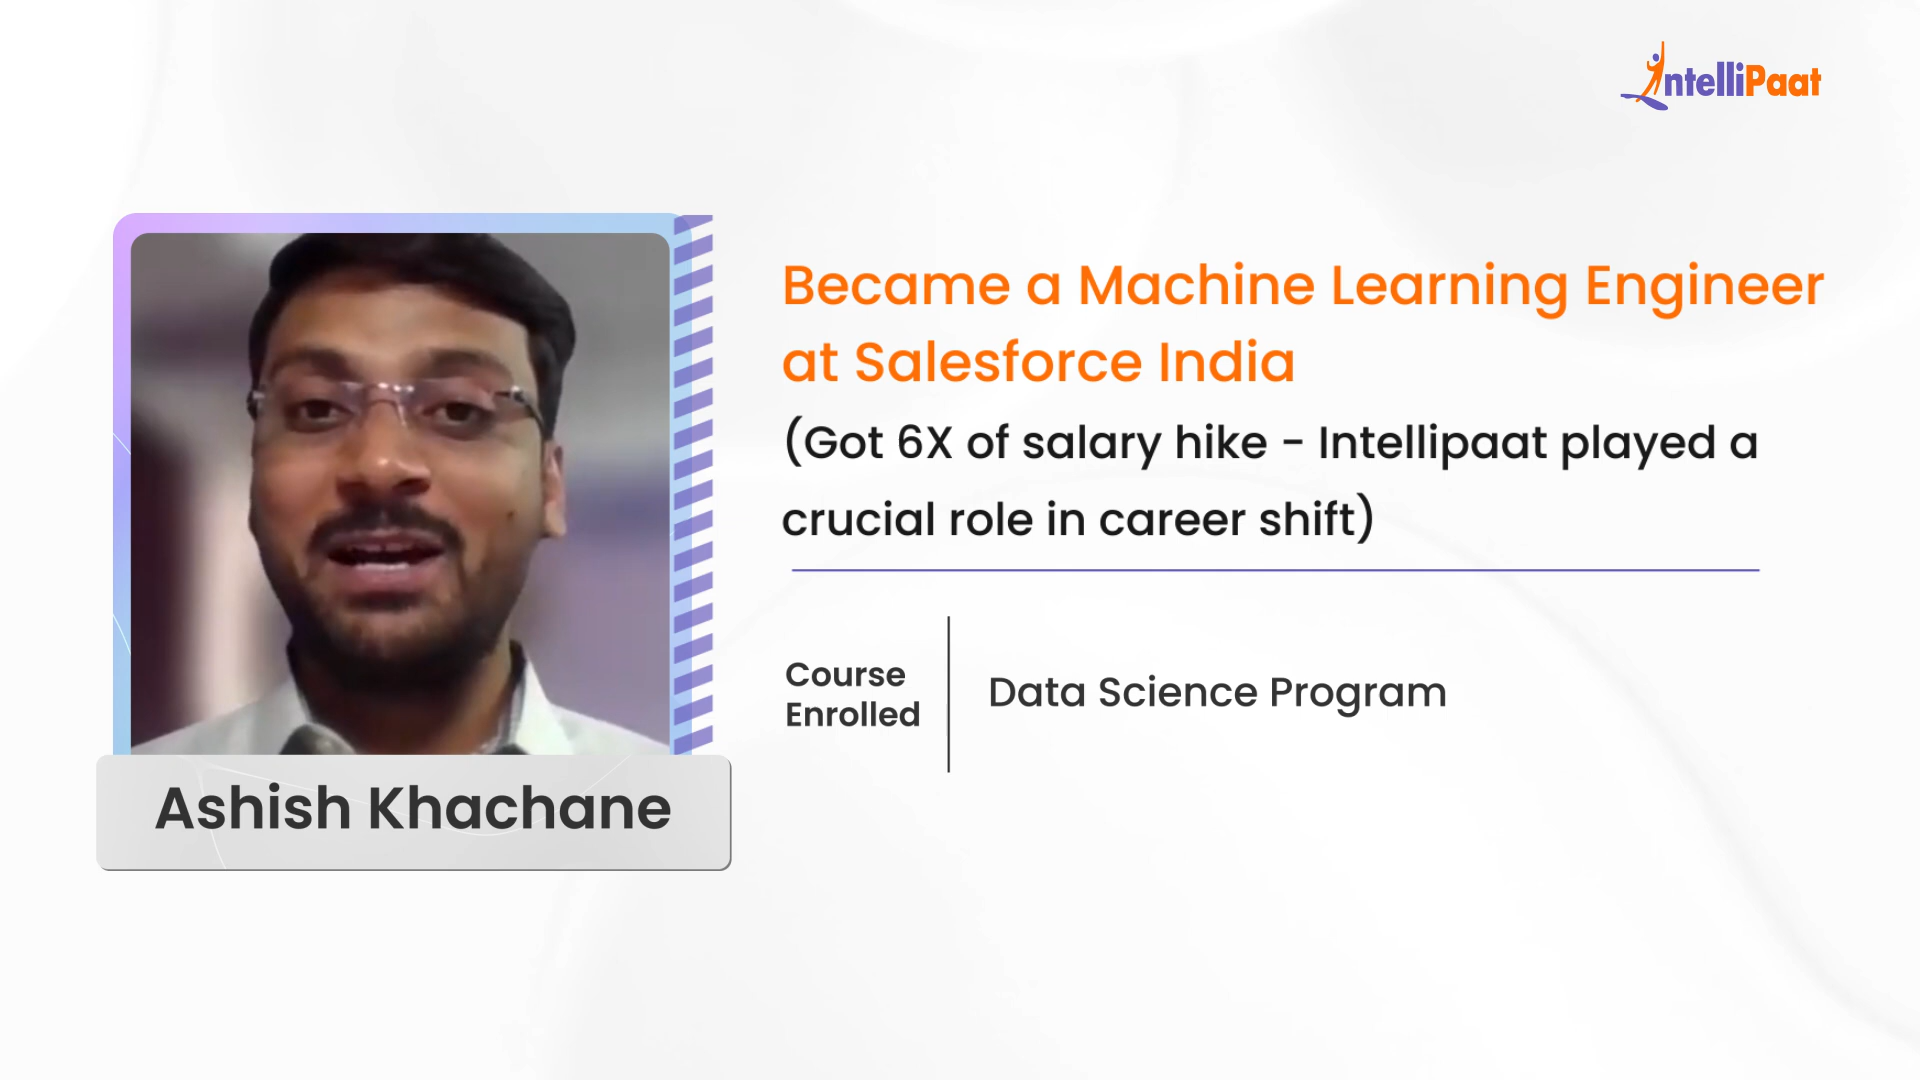 IntelliPaat
Became a Machine Learning Engineer
at Salesforce India
(Got 6X of salary hike - Intellipaat played a
crucial role in career shift)
Course
Enrolled
Data Science Program
Ashish Khachane